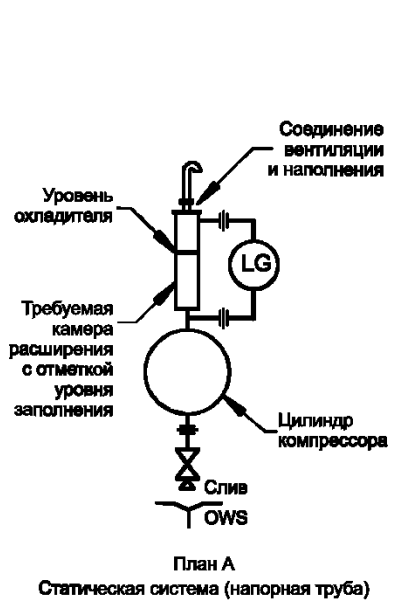 Соединение
вентиляции
и наполнения
Уровень
охладителя
LG
Требуемая
камера
расширения
с отметкой
уровня
заполнения
Цилиндр
компрессора
Слив
OWS
План А
Статическая система (напорная труба)